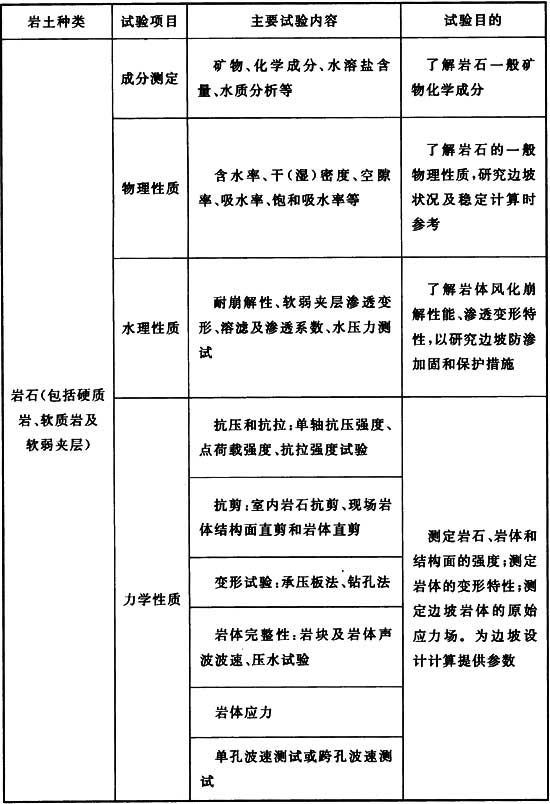 岩土种类
试验项目
主要试验内容
试验目的
岩石(包括硬质
岩、软质岩及
软弱夹层)
成分测定
矿物、化学成分、水溶盐含
量、水质分析等
了解岩石一般矿
物化学成分
物理性质
含水率、干(湿)密度、空隙
率、吸水率、饱和吸水率等
了解岩石的一般
物理性质,研究边坡
状况及稳定计算时
参考
水理性质
耐崩解性、软弱夹层渗透变
形、溶滤及渗透系数、水压力测
试
了解岩体风化崩
解性能、渗透变形特
性,以研究边坡防渗
加固和保护措施
力学性质
抗压和抗拉:单轴抗压强度、
点荷载强度、抗拉强度试验
抗剪:室内岩石抗剪、现场岩
体结构面直剪和岩体直剪
变形试验:承压板法、钻孔法
岩体完整性:岩块及岩体声
波波速、压水试验
岩体应力
单孔波速测试或跨孔波速测
试
测定岩石、岩体和
结构面的强度;测定
岩体的变形特性;测
定边坡岩体的原始
应力场。为边坡设
计计算提供参数